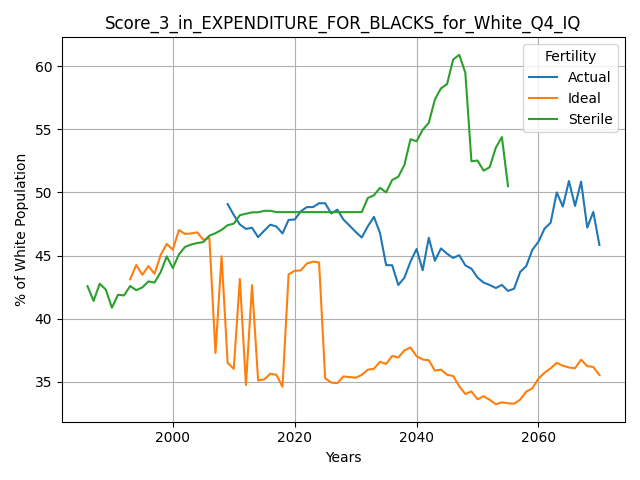 Score_3_in_EXPENDITURE_FOR_BLACKS_for_White_Q4_IQ
% of White Population
60
55
50
45
40
35
Fertility
Actual
Ideal
Sterile
2000
2020
2040
2060
Years